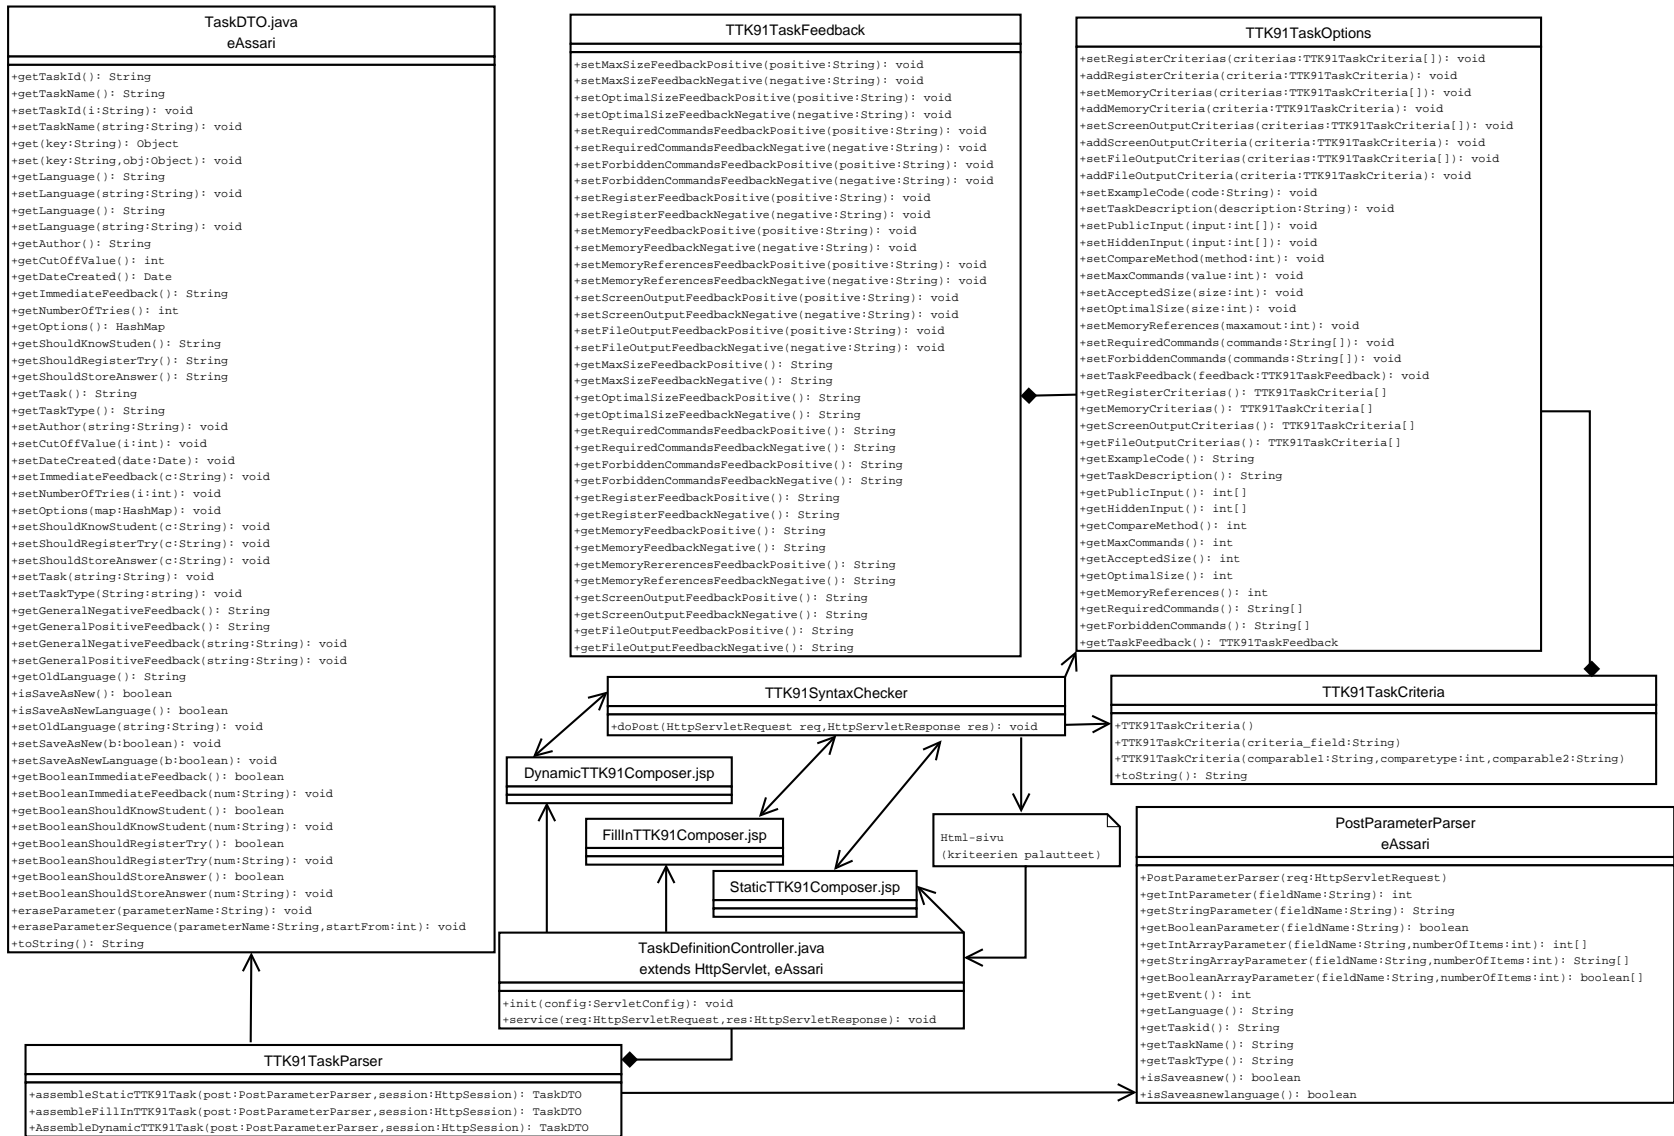 TaskDTO.java
eAssari
+getTaskId(): String
+getTaskName(): String
+setTaskId(i:String): void
+setTaskName(string:String): void
+get(key:String): Object
+set(key:String,obj:Object): void
+getLanguage(): String
+setLanguage(string:String): void
+getLanguage(): String
+setLanguage(string:String): void
+getAuthor(): String
+getCutOffValue(): int
+getDateCreated(): Date
+getImmediateFeedback(): String
+getNumberOfTries(): int
+getOptions(): HashMap
+getShouldKnowStuden(): String
+getShouldRegisterTry(): String
+getShouldStoreAnswer(): String
+getTask(): String
+getTaskType(): String
+setAuthor(string:String): void
+setCutOffValue(i:int): void
+setDateCreated(date:Date): void
+setImmediateFeedback(c:String): void
+setNumberOfTries(i:int): void
+setOptions(map:HashMap): void
+setShouldKnowStudent(c:String): void
+setShouldRegisterTry(c:String): void
+setShouldStoreAnswer(c:String): void
+setTask(string:String): void
+setTaskType(String:string): void
+getGeneralNegativeFeedback(): String
+getGeneralPositiveFeedback(): String
+setGeneralNegativeFeedback(string:String): void
+setGeneralPositiveFeedback(string:String): void
+getOldLanguage(): String
+isSaveAsNew(): boolean
+isSaveAsNewLanguage(): boolean
+setOldLanguage(string:String): void
+setSaveAsNew(b:boolean): void
+setSaveAsNewLanguage(b:boolean): void
+getBooleanImmediateFeedback(): boolean
+setBooleanImmediateFeedback(num:String): void
+getBooleanShouldKnowStudent(): boolean
+setBooleanShouldKnowStudent(num:String): void
+getBooleanShouldRegisterTry(): boolean
+setBooleanShouldRegisterTry(num:String): void
+getBooleanShouldStoreAnswer(): boolean
+setBooleanShouldStoreAnswer(num:String): void
+eraseParameter(parameterName:String): void
+eraseParameterSequence(parameterName:String,startFrom:int): void
+toString(): String
TTK91TaskFeedback
+setMaxSizeFeedbackPositive(positive:String): void
+setMaxSizeFeedbackNegative(negative:String): void
+setOptimalSizeFeedbackPositive(positive:String): void
+setOptimalSizeFeedbackNegative(negative:String): void
+setRequiredCommandsFeedbackPositive(positive:String): void
+setRequiredCommandsFeedbackNegative(negative:String): void
+setForbiddenCommandsFeedbackPositive(positive:String): void
+setForbiddenCommandsFeedbackNegative(negative:String): void
+setRegisterFeedbackPositive(positive:String): void
+setRegisterFeedbackNegative(negative:String): void
+setMemoryFeedbackPositive(positive:String): void
+setMemoryFeedbackNegative(negative:String): void
+setMemoryReferencesFeedbackPositive(positive:String): void
+setMemoryReferencesFeedbackNegative(negative:String): void
+setScreenOutputFeedbackPositive(positive:String): void
+setScreenOutputFeedbackNegative(negative:String): void
+setFileOutputFeedbackPositive(positive:String): void
+setFileOutputFeedbackNegative(negative:String): void
+getMaxSizeFeedbackPositive(): String
+getMaxSizeFeedbackNegative(): String
+getOptimalSizeFeedbackPositive(): String
+getOptimalSizeFeedbackNegative(): String
+getRequiredCommandsFeedbackPositive(): String
+getRequiredCommandsFeedbackNegative(): String
+getForbiddenCommandsFeedbackPositive(): String
+getForbiddenCommandsFeedbackNegative(): String
+getRegisterFeedbackPositive(): String
+getRegisterFeedbackNegative(): String
+getMemoryFeedbackPositive(): String
+getMemoryFeedbackNegative(): String
+getMemoryRererencesFeedbackPositive(): String
+getMemoryReferencesFeedbackNegative(): String
+getScreenOutputFeedbackPositive(): String
+getScreenOutputFeedbackNegative(): String
+getFileOutputFeedbackPositive(): String
+getFileOutputFeedbackNegative(): String
TTK91TaskOptions
+setRegisterCriterias(criterias:TTK91TaskCriteria[]): void
+addRegisterCriteria(criteria:TTK91TaskCriteria): void
+setMemoryCriterias(criterias:TTK91TaskCriteria[]): void
+addMemoryCriteria(criteria:TTK91TaskCriteria): void
+setScreenOutputCriterias(criterias:TTK91TaskCriteria[]): void
+addScreenOutputCriteria(criteria:TTK91TaskCriteria): void
+setFileOutputCriterias(criterias:TTK91TaskCriteria[]): void
+addFileOutputCriteria(criteria:TTK91TaskCriteria): void
+setExampleCode(code:String): void
+setTaskDescription(description:String): void
+setPublicInput(input:int[]): void
+setHiddenInput(input:int[]): void
+setCompareMethod(method:int): void
+setMaxCommands(value:int): void
+setAcceptedSize(size:int): void
+setOptimalSize(size:int): void
+setMemoryReferences(maxamout:int): void
+setRequiredCommands(commands:String[]): void
+setForbiddenCommands(commands:String[]): void
+setTaskFeedback(feedback:TTK91TaskFeedback): void
+getRegisterCriterias(): TTK91TaskCriteria[]
+getMemoryCriterias(): TTK91TaskCriteria[]
+getScreenOutputCriterias(): TTK91TaskCriteria[]
+getFileOutputCriterias(): TTK91TaskCriteria[]
+getExampleCode(): String
+getTaskDescription(): String
+getPublicInput(): int[]
+getHiddenInput(): int[]
+getCompareMethod(): int
+getMaxCommands(): int
+getAcceptedSize(): int
+getOptimalSize(): int
+getMemoryReferences(): int
+getRequiredCommands(): String[]
+getForbiddenCommands(): String[]
+getTaskFeedback(): TTK91TaskFeedback
TTK91SyntaxChecker
+doPost(HttpServletRequest req,HttpServletResponse res): void
TTK91TaskCriteria
+TTK91TaskCriteria()
+TTK91TaskCriteria(criteria_field:String)
+TTK91TaskCriteria(comparable1:String,comparetype:int,comparable2:String)
+toString(): String
DynamicTTK91Composer.jsp
FillInTTK91Composer.jsp
StaticTTK91Composer.jsp
Html-sivu
(kriteerien palautteet)
PostParameterParser
eAssari
+PostParameterParser(req:HttpServletRequest)
+getIntParameter(fieldName:String): int
+getStringParameter(fieldName:String): String
+getBooleanParameter(fieldName:String): boolean
+getIntArrayParameter(fieldName:String,numberOfItems:int): int[]
+getStringArrayParameter(fieldName:String,numberOfItems:int): String[]
+getBooleanArrayParameter(fieldName:String,numberOfItems:int): boolean[]
+getEvent(): int
+getLanguage(): String
+getTaskid(): String
+getTaskName(): String
+getTaskType(): String
+isSaveasnew(): boolean
+isSaveasnewlanguage(): boolean
TaskDefinitionController.java
extends HttpServlet, eAssari
+init(config:ServletConfig): void
+service(req:HttpServletRequest,res:HttpServletResponse): void
TTK91TaskParser
+assembleStaticTTK91Task(post:PostParameterParser,session:HttpSession): TaskDTO
+assembleFillInTTK91Task(post:PostParameterParser,session:HttpSession): TaskDTO
+AssembleDynamicTTK91Task(post:PostParameterParser,session:HttpSession): TaskDTO